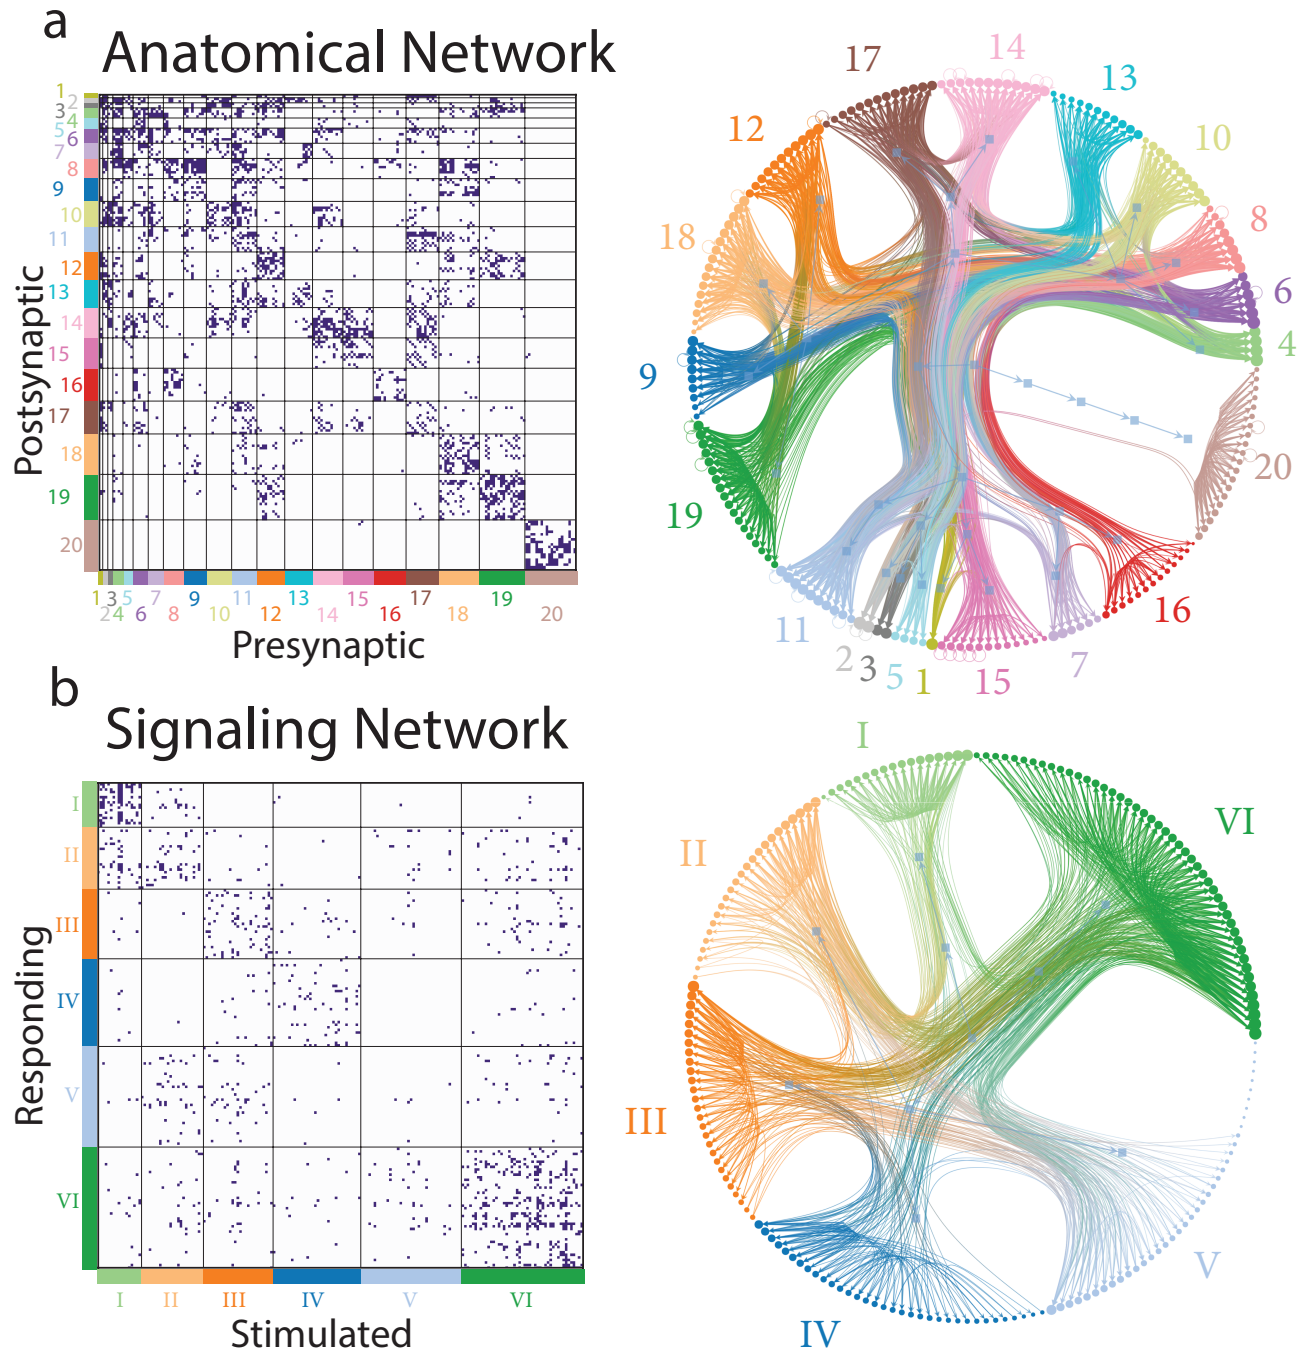 a
Anatomical Network
1
2
3
4
5
6
7
8
9
10
11
12
13
14
15
16
17
18
19
20
Postsynaptic
1 3 5 7 9 11 13 15 17 19
2 4 6 8 10 12 14 16 18 20
Presynaptic
17
14
13
12
10
18
8
6
9
4
20
19
16
11
2
3
5
1
15
7
b
Signaling Network
I
II
III
IV
V
VI
Responding
I II III IV V VI
Stimulated
I
VI
II
III
V
IV